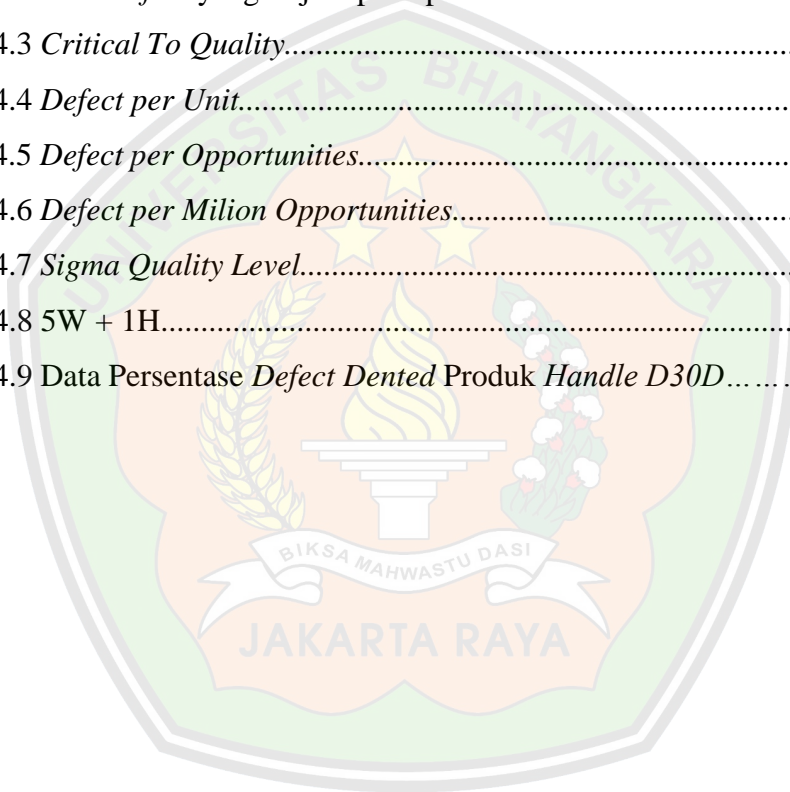 4.3 Critical To Quality.................................................................
4.4 Defect per Unit.......................................................................
4.5 Defect per Opportunities........................................................
4.6 Defect per Milion Opportunities............................................
4.7 Sigma Quality Level...............................................................
4.8 5W + 1H.................................................................................
4.9 Data Persentase Defect Dented Produk Handle D30D…….
UNIVERSITAS BHAYANGKARA
BIKSA MAHWASTU DASI
JAKARTA RAYA